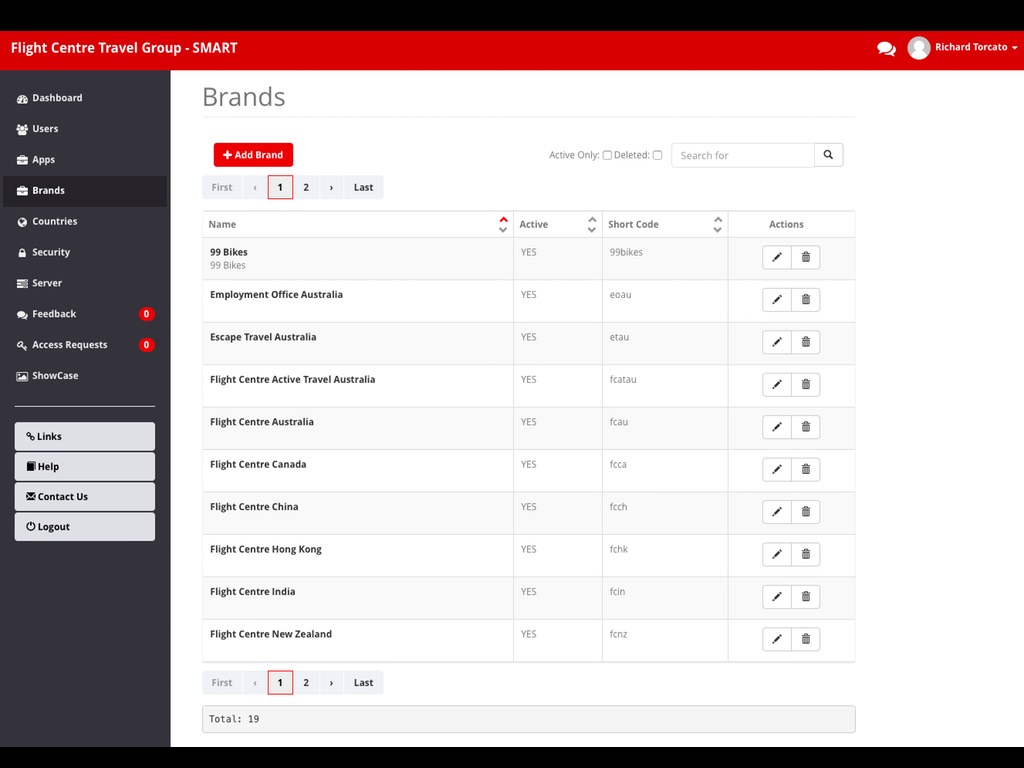 Flight Centre Travel Group - SMART
Richard Torcato
Dashboard
Users
Apps
Brands
Countries
Security
Server
Feedback 0
Access Requests 0
ShowCase
Links
Help
Contact Us
Logout
Brands
+ Add Brand
Active Only: Deleted:
Search for
First ‹ 1 2 › Last
Name Active Short Code Actions
99 Bikes YES 99bikes
99 Bikes
Employment Office Australia YES eoau
Escape Travel Australia YES etau
Flight Centre Active Travel Australia YES fcatau
Flight Centre Australia YES fcau
Flight Centre Canada YES fcca
Flight Centre China YES fcch
Flight Centre Hong Kong YES fchk
Flight Centre India YES fcin
Flight Centre New Zealand YES fcnz
First ‹ 1 2 › Last
Total: 19